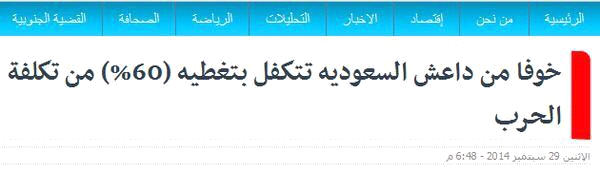 الرئيسية من نحن إقتصاد الاخبار التحليلات الرياضة الصحافة القضية الجنوبية
خوفا من داعش السعوديه تتكفل بتغطيه (60%) من تكلفة
الحرب
الاثنين 29 سبتمبر 2014 - 6:48 م